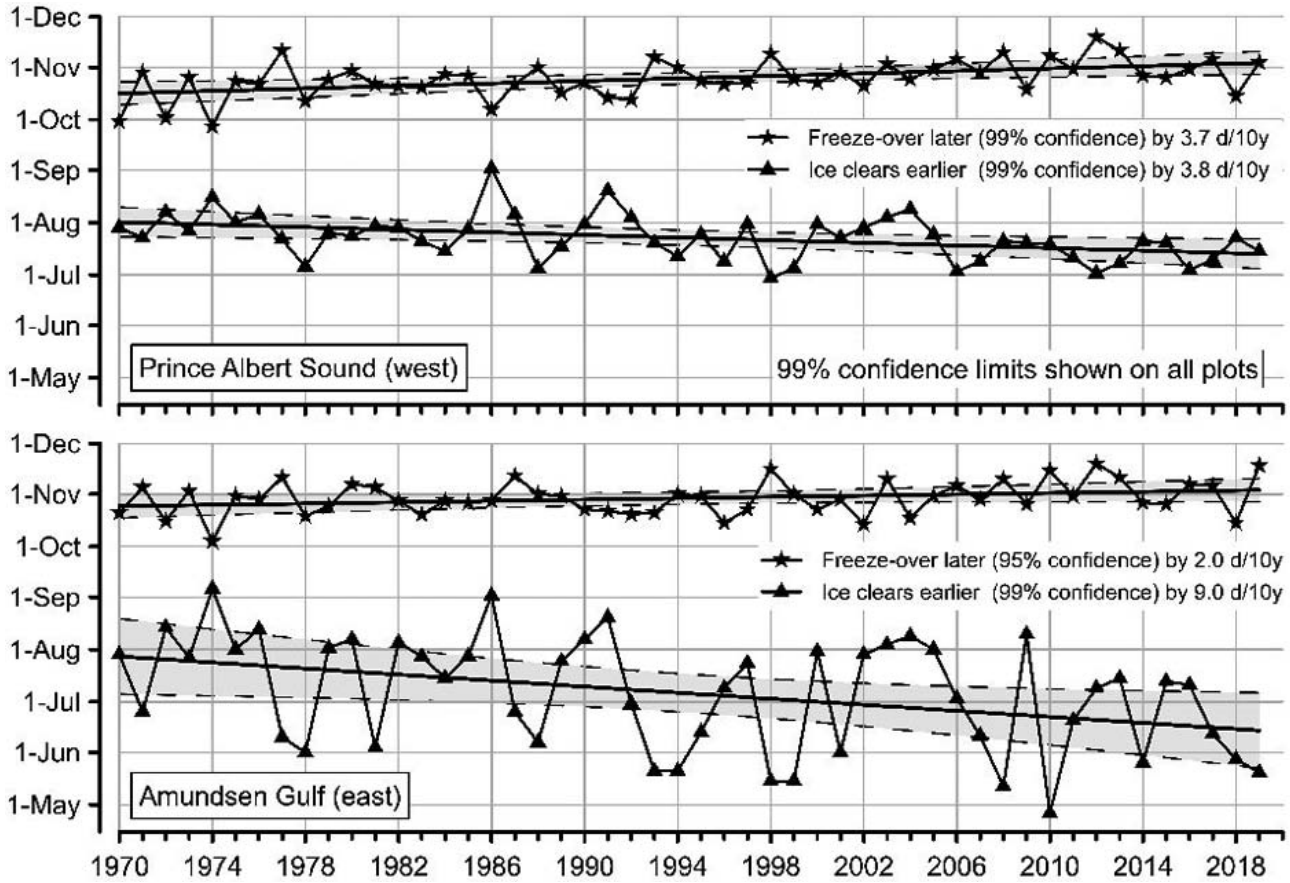 1-Dec
1-Nov
1-Oct
Freeze-over later (99% confidence) by 3.7 d/10y
1-Sep
Ice clears earlier (99% confidence) by 3.8 d/10y
1-Aug
1-Jul
1-Jun
Prince Albert Sound (west)
99% confidence limits shown on all plots
1-May
1-Dec
1-Nov
1-Oct
Freeze-over later (95% confidence) by 2.0 d/10y
1-Sep
Ice clears earlier (99% confidence) by 9.0 d/10y
1-Aug
1-Jul
1-Jun
Amundsen Gulf (east)
1-May
1970 1974 1978 1982 1986 1990 1994 1998 2002 2006 2010 2014 2018